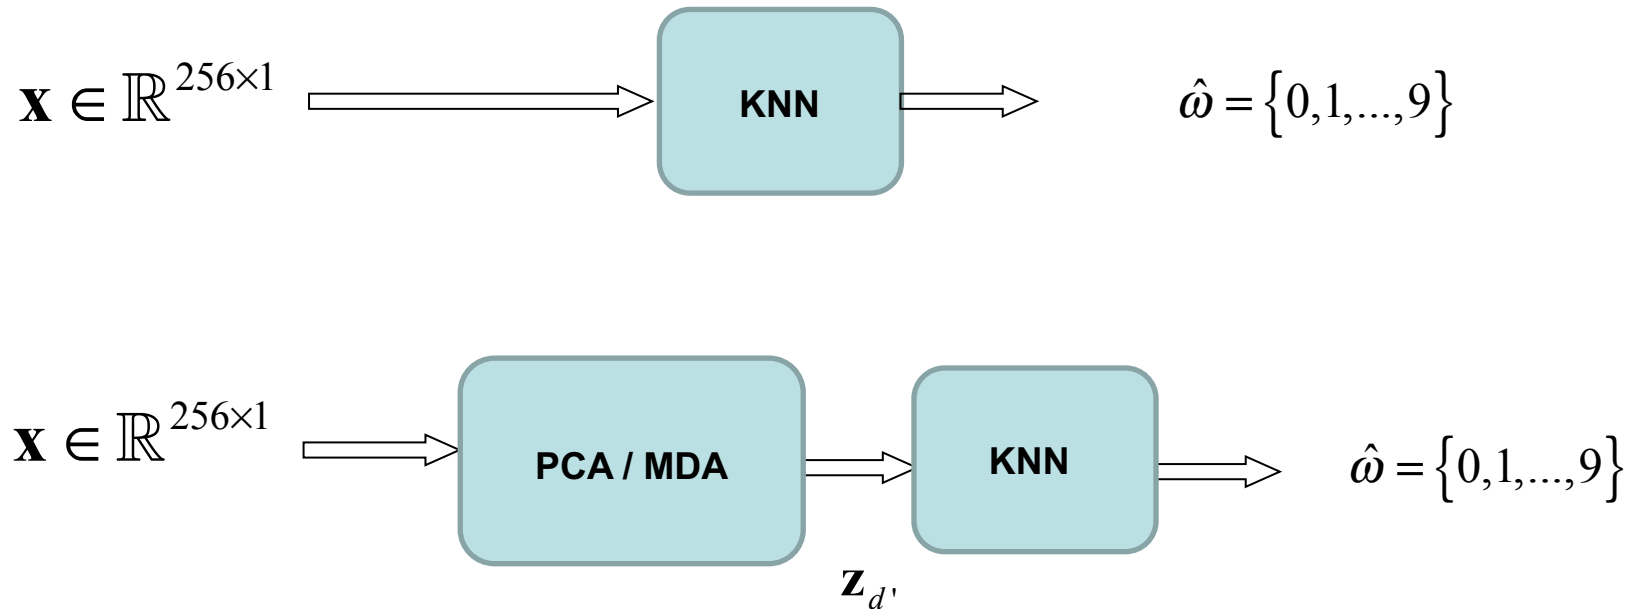 𝐱 ∈ ℝ^{256×1} KNN ω̂ = {0,1,...,9}
𝐱 ∈ ℝ^{256×1} PCA / MDA KNN ω̂ = {0,1,...,9}
𝐳_{d'}